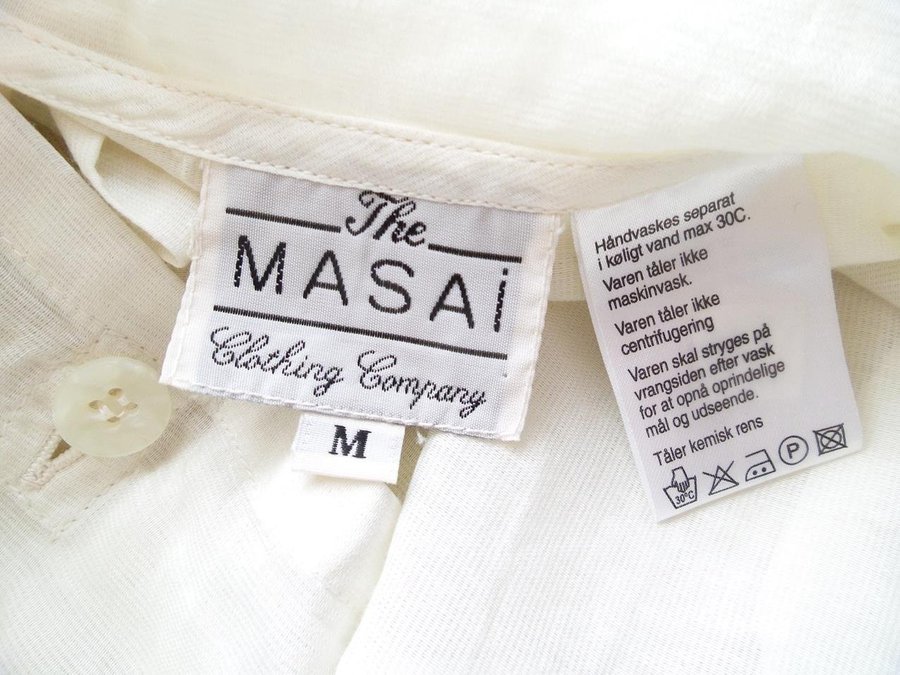 The
MASAi
Clothing Company
M
Håndvaskes separat
i køligt vand max 30C.
Varen tåler ikke
maskinvask.
Varen tåler ikke
centrifugering
Varen skal stryges på
vrangsiden efter vask
for at opnå oprindelige
mål og udseende.
Tåler kemisk rens
30°C P